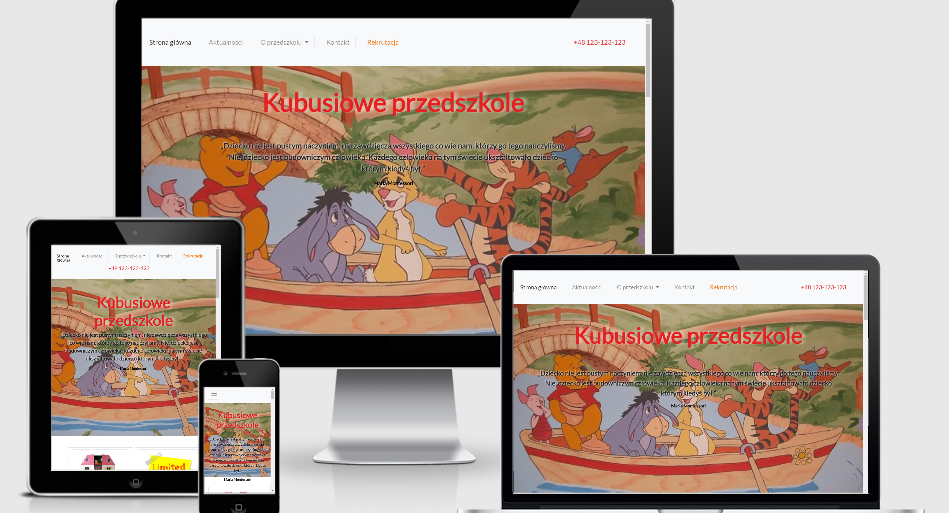 Strona główna Aktualności O przedszkolu Kontakt Rekrutacja +48 123-123-123
Kubusiowe przedszkole
„Dziecko nie jest pustym naczyniem, nie zawdzięcza wszystkiego co wie nam, którzy go tego nauczyliśmy.
Nie, dziecko jest budowniczym człowieka. Każdego człowieka na tym świecie ukształtowało dziecko,
którym kiedyś był."
Maria Montessori
Strona główna Aktualności O przedszkolu Kontakt Rekrutacja
+48 123-123-123
Kubusiowe
przedszkole
Maria Montessori
Limited
Kubusiowe
przedszkole
Maria Montessori
Strona główna Aktualności O przedszkolu Kontakt Rekrutacja +48 123-123-123
Kubusiowe przedszkole
Dziecko nie jest pustym naczyniem, nie zawdzięcza wszystkiego co wie nam, którzy go tego nauczyliśmy.
Nie, dziecko jest budowniczym człowieka. Każdego człowieka na tym świecie ukształtowało dziecko,
którym kiedyś był."
Maria Montessori